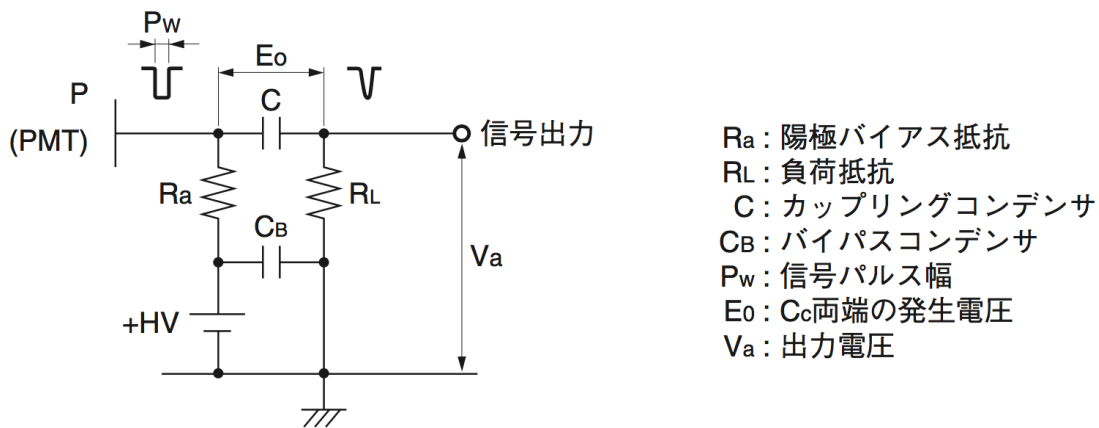 Pw
E0
P
(PMT)
C
信号出力
Ra
RL
CB
Va
+HV
Ra : 陽極バイアス抵抗
RL : 負荷抵抗
C : カップリングコンデンサ
CB : バイパスコンデンサ
Pw : 信号パルス幅
E0 : Cc両端の発生電圧
Va : 出力電圧